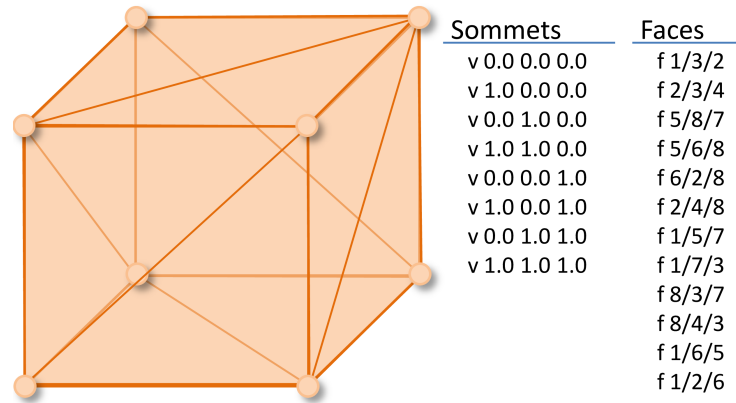 Sommets
v 0.0 0.0 0.0
v 1.0 0.0 0.0
v 0.0 1.0 0.0
v 1.0 1.0 0.0
v 0.0 0.0 1.0
v 1.0 0.0 1.0
v 0.0 1.0 1.0
v 1.0 1.0 1.0
Faces
f 1/3/2
f 2/3/4
f 5/8/7
f 5/6/8
f 6/2/8
f 2/4/8
f 1/5/7
f 1/7/3
f 8/3/7
f 8/4/3
f 1/6/5
f 1/2/6